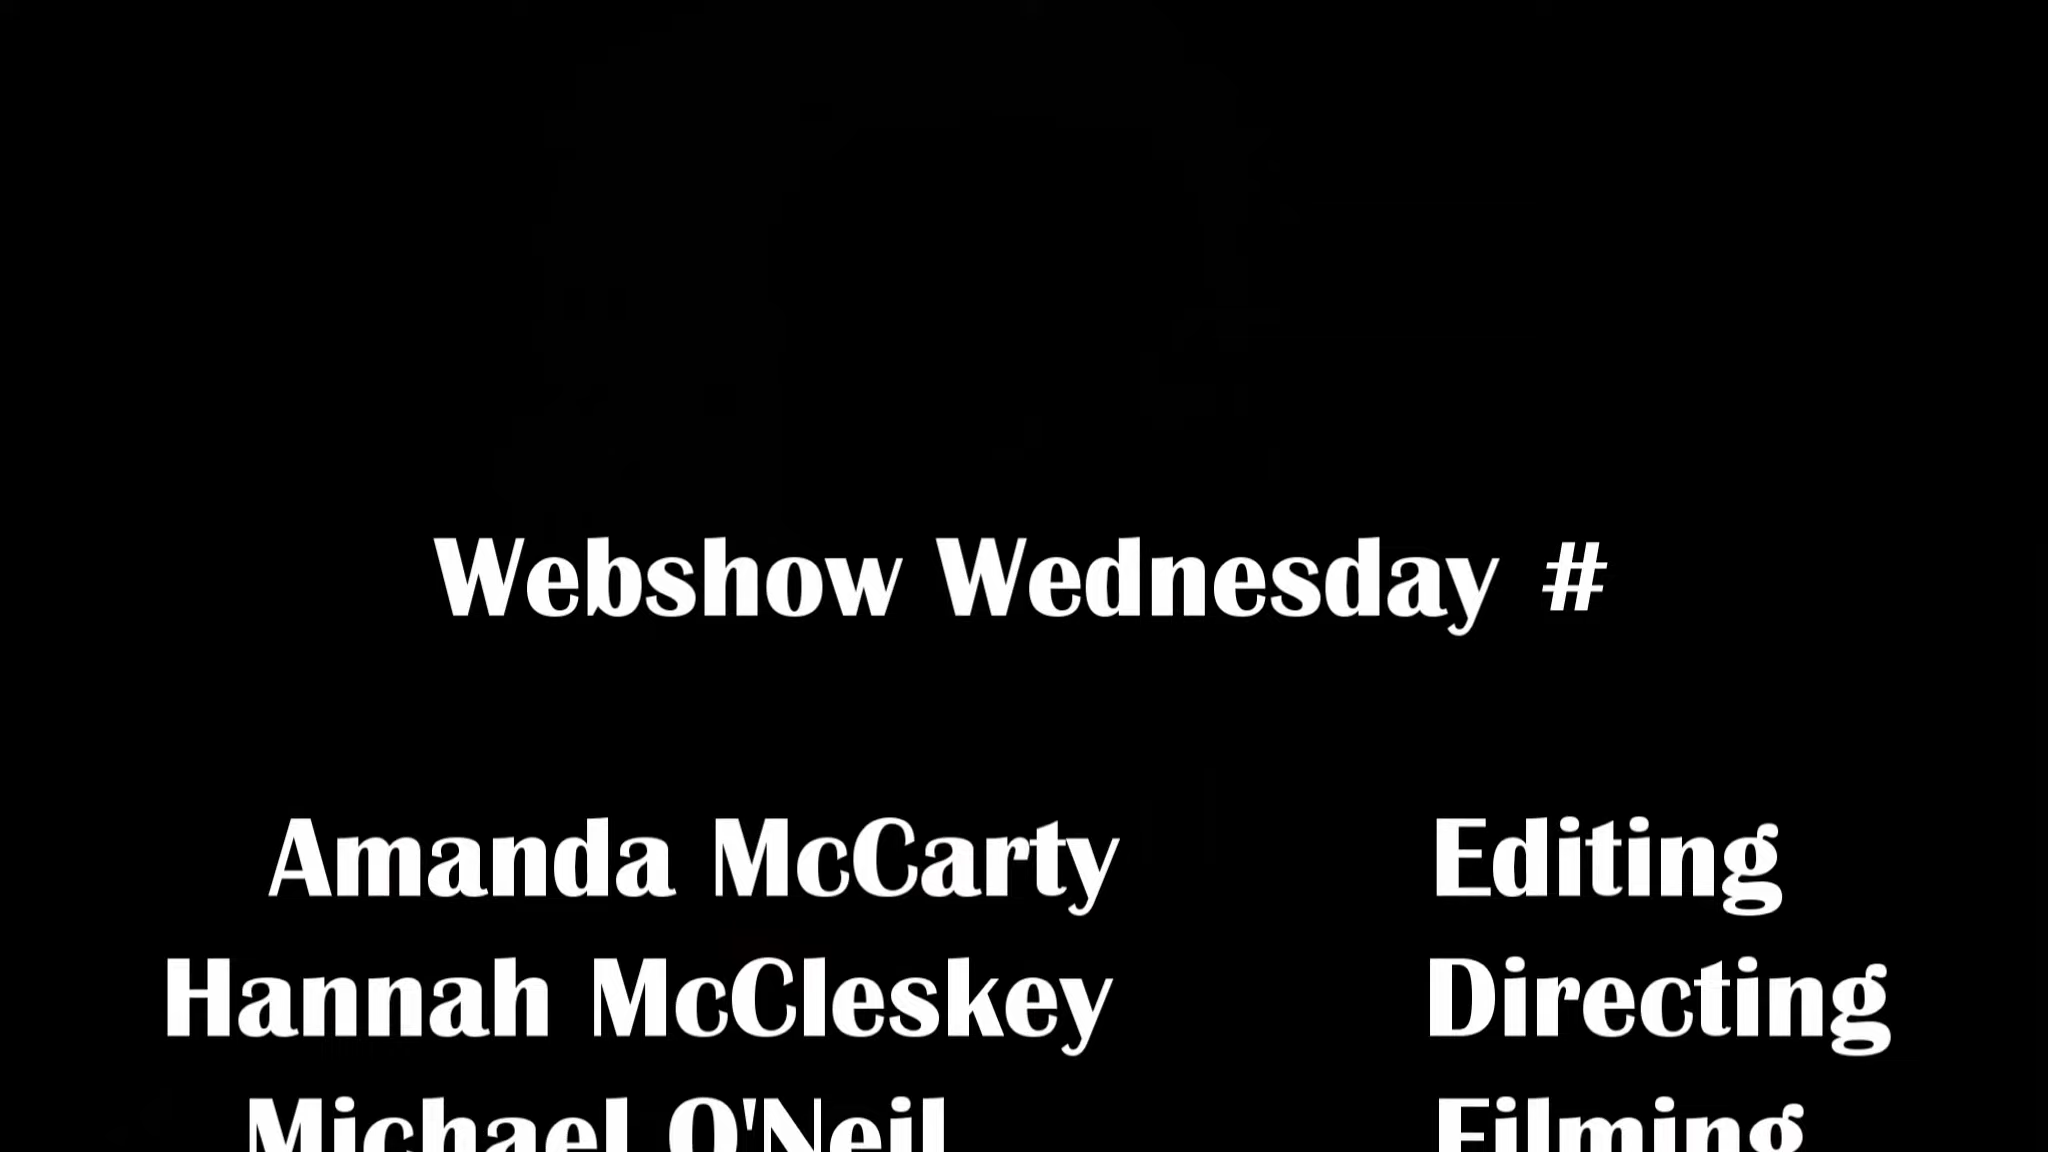 Webshow Wednesday #
Amanda McCarty Editing
Hannah McCleskey Directing
Michael O'Neil Filming